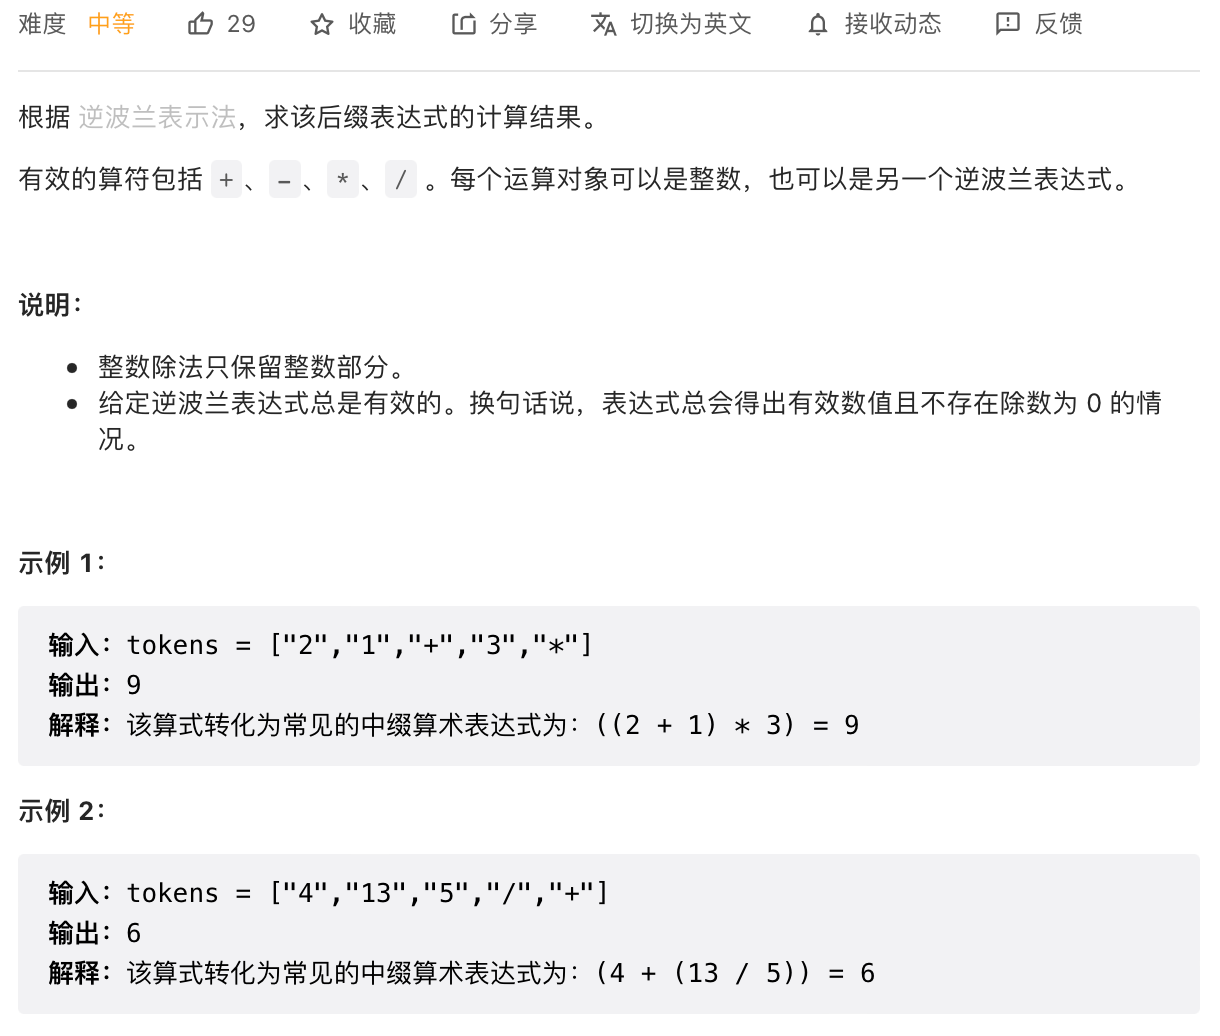 难度 中等 29 收藏 分享 切换为英文 接收动态 反馈
根据 逆波兰表示法，求该后缀表达式的计算结果。
有效的算符包括 +、-、*、/ 。每个运算对象可以是整数，也可以是另一个逆波兰表达式。
说明：
• 整数除法只保留整数部分。
• 给定逆波兰表达式总是有效的。换句话说，表达式总会得出有效数值且不存在除数为 0 的情
况。
示例 1：
输入：tokens = ["2","1","+","3","*"]
输出：9
解释：该算式转化为常见的中缀算术表达式为：((2 + 1) * 3) = 9
示例 2：
输入：tokens = ["4","13","5","/","+"]
输出：6
解释：该算式转化为常见的中缀算术表达式为：(4 + (13 / 5)) = 6